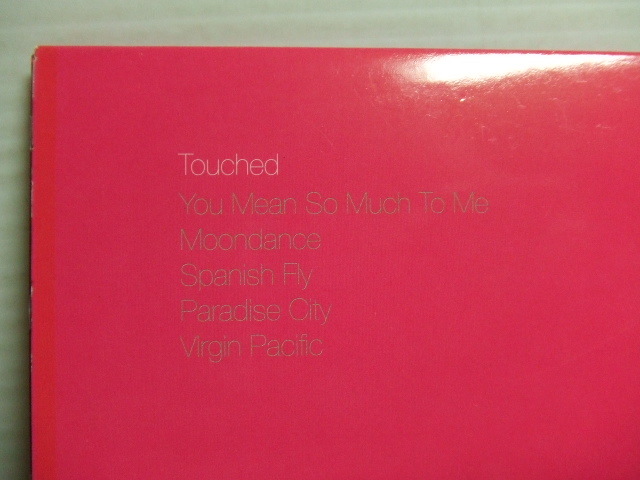 Touched
You Mean So Much To Me
Moondance
Spanish Fly
Paradise City
Virgin Pacific